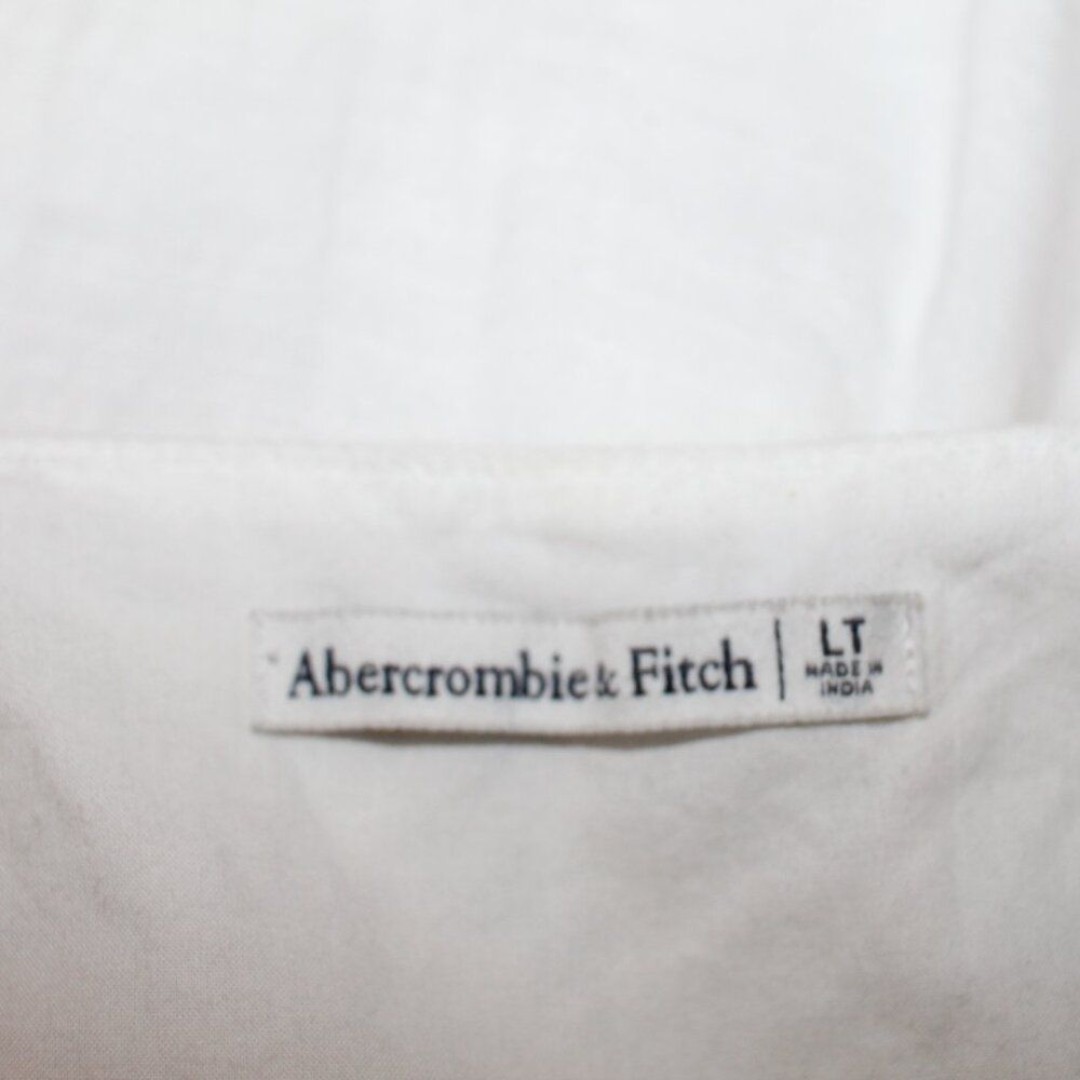 Abercrombie & Fitch
LT
MADE IN
INDIA